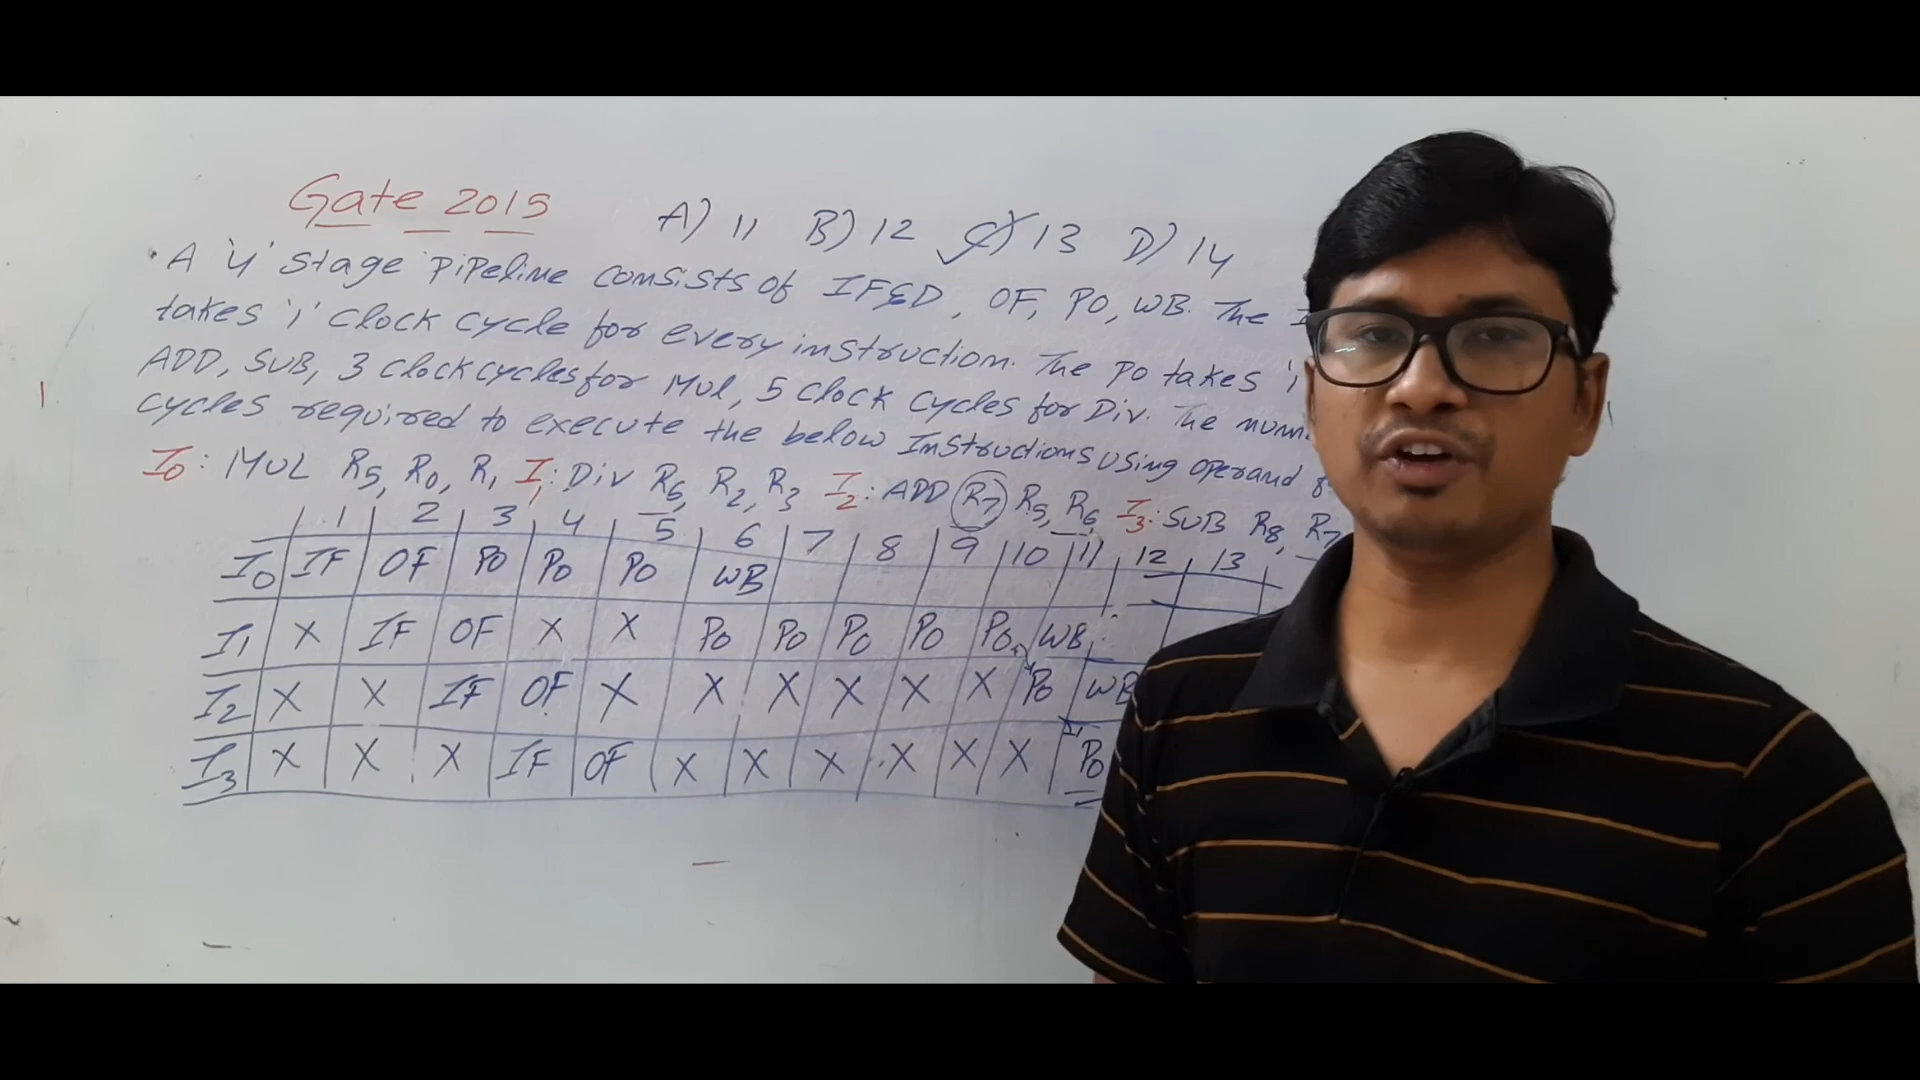 Gate 2015
A) 11 B) 12 C) 13 D) 14
A '4' stage pipeline consists of IF&D, OF, PO, WB. The
takes '1' clock cycle for every instruction. The PO takes '1
ADD, SUB, 3 clock cycles for MUL, 5 clock cycles for Div. The num
cycles required to execute the below Instructions using operand
I0: MUL R5, R0, R1 I1: Div R6, R2, R3 I2: ADD R7 R5, R6, I3: SUB R8, R7
1 2 3 4 5 6 7 8 9 10 11 12 13
I0 IF OF PO PO PO WB
I1 X IF OF X X PO PO PO PO PO WB
I2 X X IF OF X X X X X X PO WB
I3 X X X IF OF X X X X X X PO